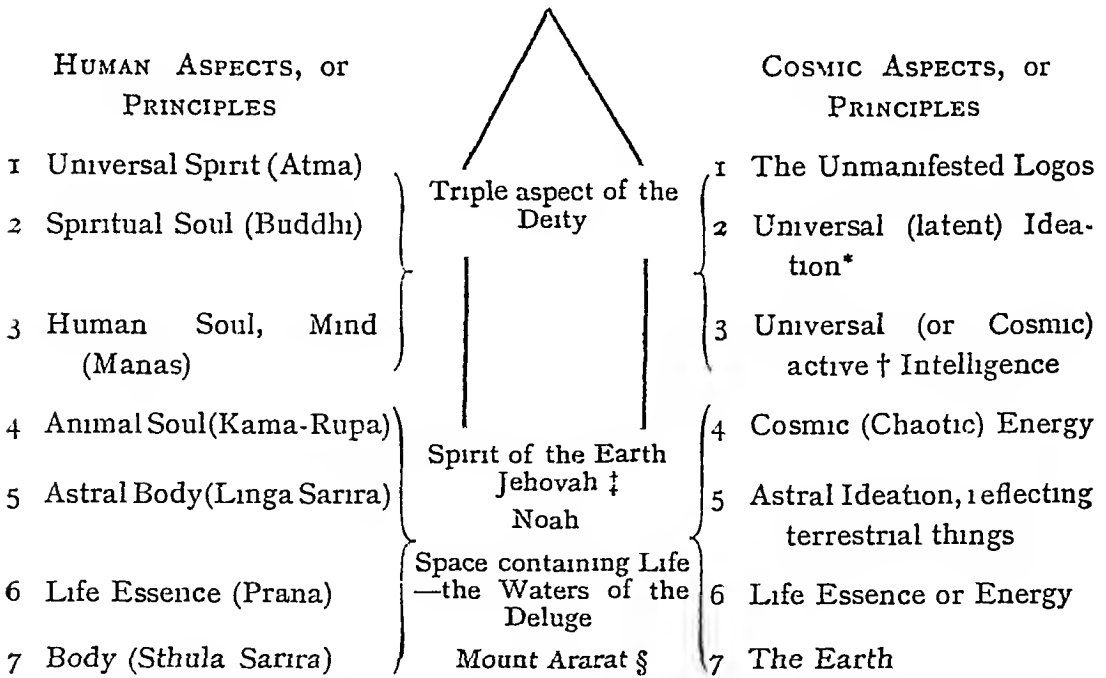 HUMAN ASPECTS, OR
PRINCIPLES
1 Universal Spirit (Atma)
2 Spiritual Soul (Buddhi)
3 Human Soul, Mind
(Manas)
4 Animal Soul (Kama-Rupa)
5 Astral Body (Linga Sarira)
6 Life Essence (Prana)
7 Body (Sthula Sarira)
Triple aspect of the
Deity
Spirit of the Earth
Jehovah ‡
Noah
Space containing Life
—the Waters of the
Deluge
Mount Ararat §
COSMIC ASPECTS, OR
PRINCIPLES
1 The Unmanifested Logos
2 Universal (latent) Idea-
tion*
3 Universal (or Cosmic)
active † Intelligence
4 Cosmic (Chaotic) Energy
5 Astral Ideation, reflecting
terrestrial things
6 Life Essence or Energy
7 The Earth